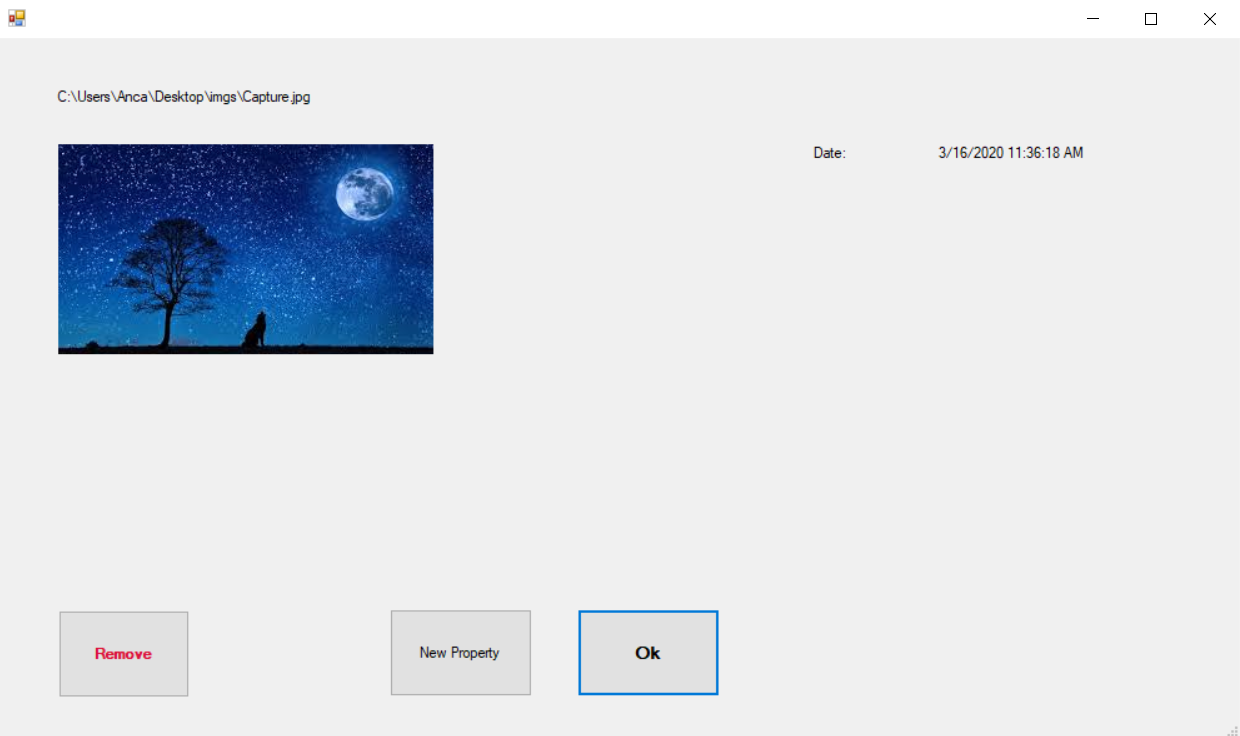 C:\Users\Anca\Desktop\imgs\Capture.jpg
Date: 3/16/2020 11:36:18 AM
Remove
New Property
Ok